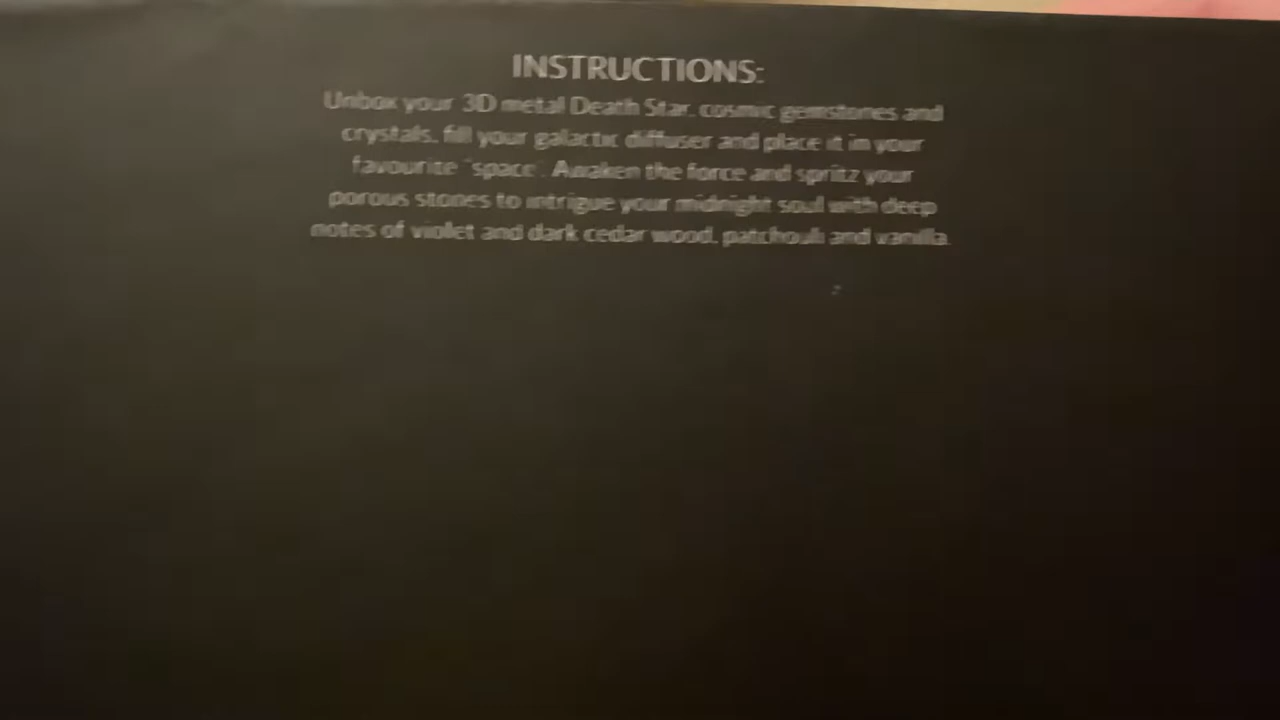 INSTRUCTIONS:
Unbox your 3D metal Death Star, cosmic gemstones and
crystals, fill your galactic diffuser and place it in your
favourite "space". Awaken the force and spritz your
porous stones to intrigue your midnight soul with deep
notes of violet and dark cedar wood, patchouli and vanilla.